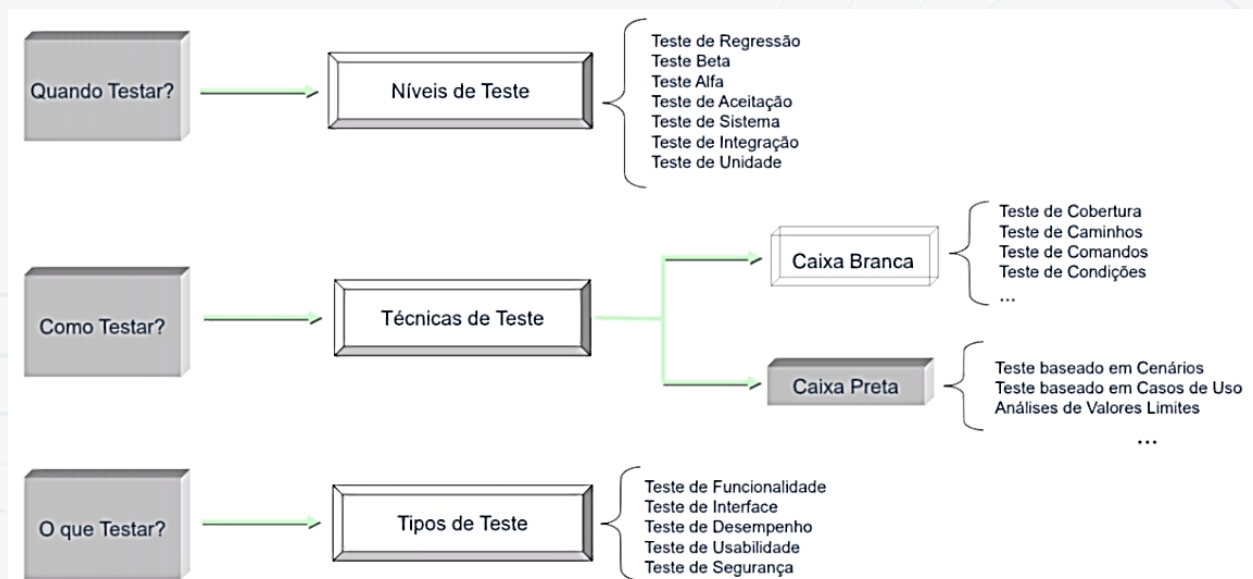 Quando Testar?
Níveis de Teste
Teste de Regressão
Teste Beta
Teste Alfa
Teste de Aceitação
Teste de Sistema
Teste de Integração
Teste de Unidade
Como Testar?
Técnicas de Teste
Caixa Branca
Teste de Cobertura
Teste de Caminhos
Teste de Comandos
Teste de Condições
...
Caixa Preta
Teste baseado em Cenários
Teste baseado em Casos de Uso
Análises de Valores Limites
...
O que Testar?
Tipos de Teste
Teste de Funcionalidade
Teste de Interface
Teste de Desempenho
Teste de Usabilidade
Teste de Segurança